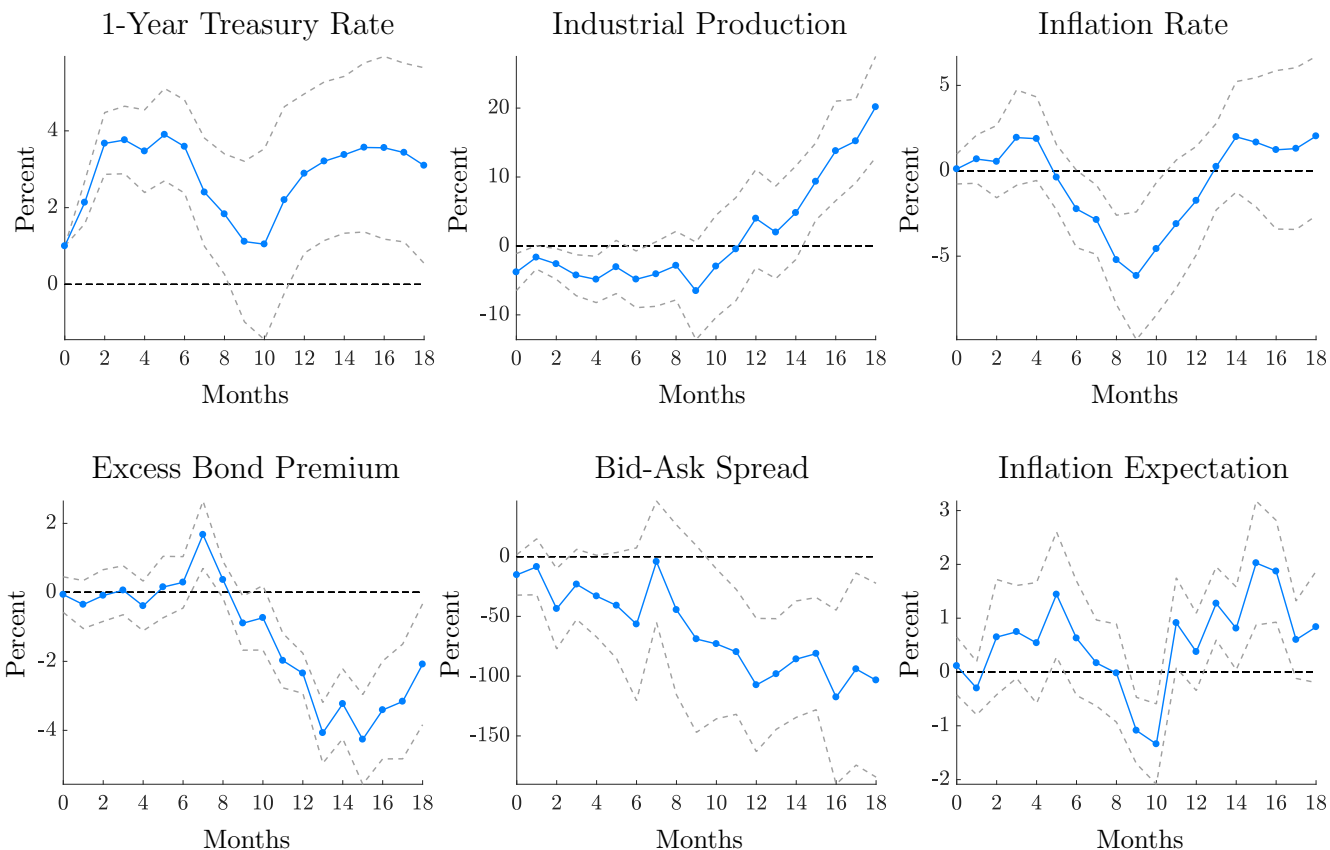 1-Year Treasury Rate
Percent
4
2
0
0 2 4 6 8 10 12 14 16 18
Months
Industrial Production
Percent
20
10
0
-10
0 2 4 6 8 10 12 14 16 18
Months
Inflation Rate
Percent
5
0
-5
0 2 4 6 8 10 12 14 16 18
Months
Excess Bond Premium
Percent
2
0
-2
-4
0 2 4 6 8 10 12 14 16 18
Months
Bid-Ask Spread
Percent
0
-50
-100
-150
0 2 4 6 8 10 12 14 16 18
Months
Inflation Expectation
Percent
3
2
1
0
-1
-2
0 2 4 6 8 10 12 14 16 18
Months